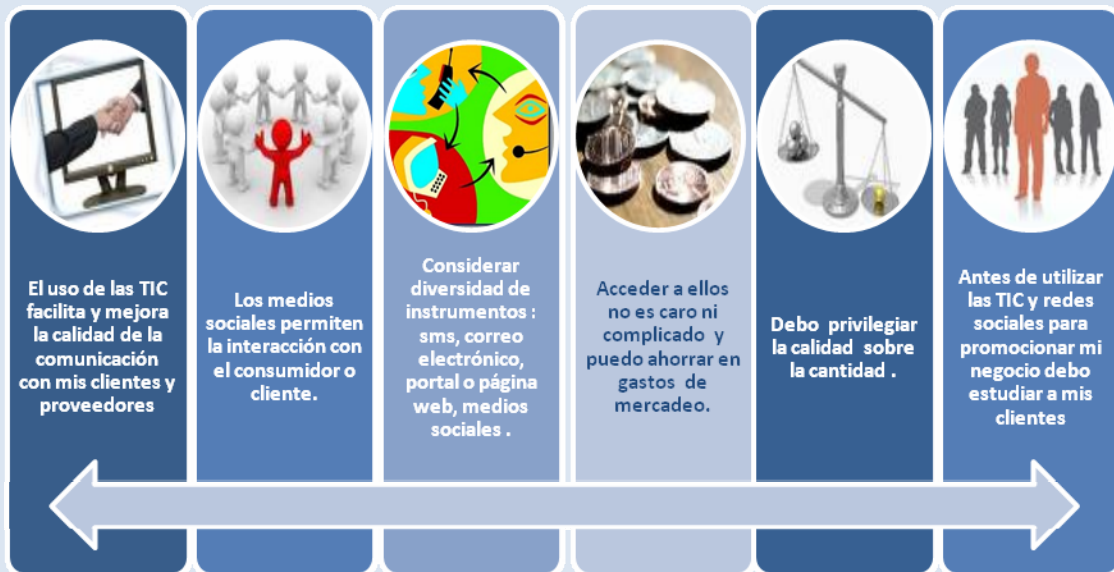 El uso de las TIC
facilita y mejora
la calidad de la
comunicación
con mis clientes y
proveedores
Los medios
sociales permiten
la interacción con
el consumidor o
cliente.
Considerar
diversidad de
instrumentos :
sms, correo
electrónico,
portal o página
web, medios
sociales .
Acceder a ellos
no es caro ni
complicado y
puedo ahorrar en
gastos de
mercadeo.
Debo privilegiar
la calidad sobre
la cantidad .
Antes de utilizar
las TIC y redes
sociales para
promocionar mi
negocio debo
estudiar a mis
clientes